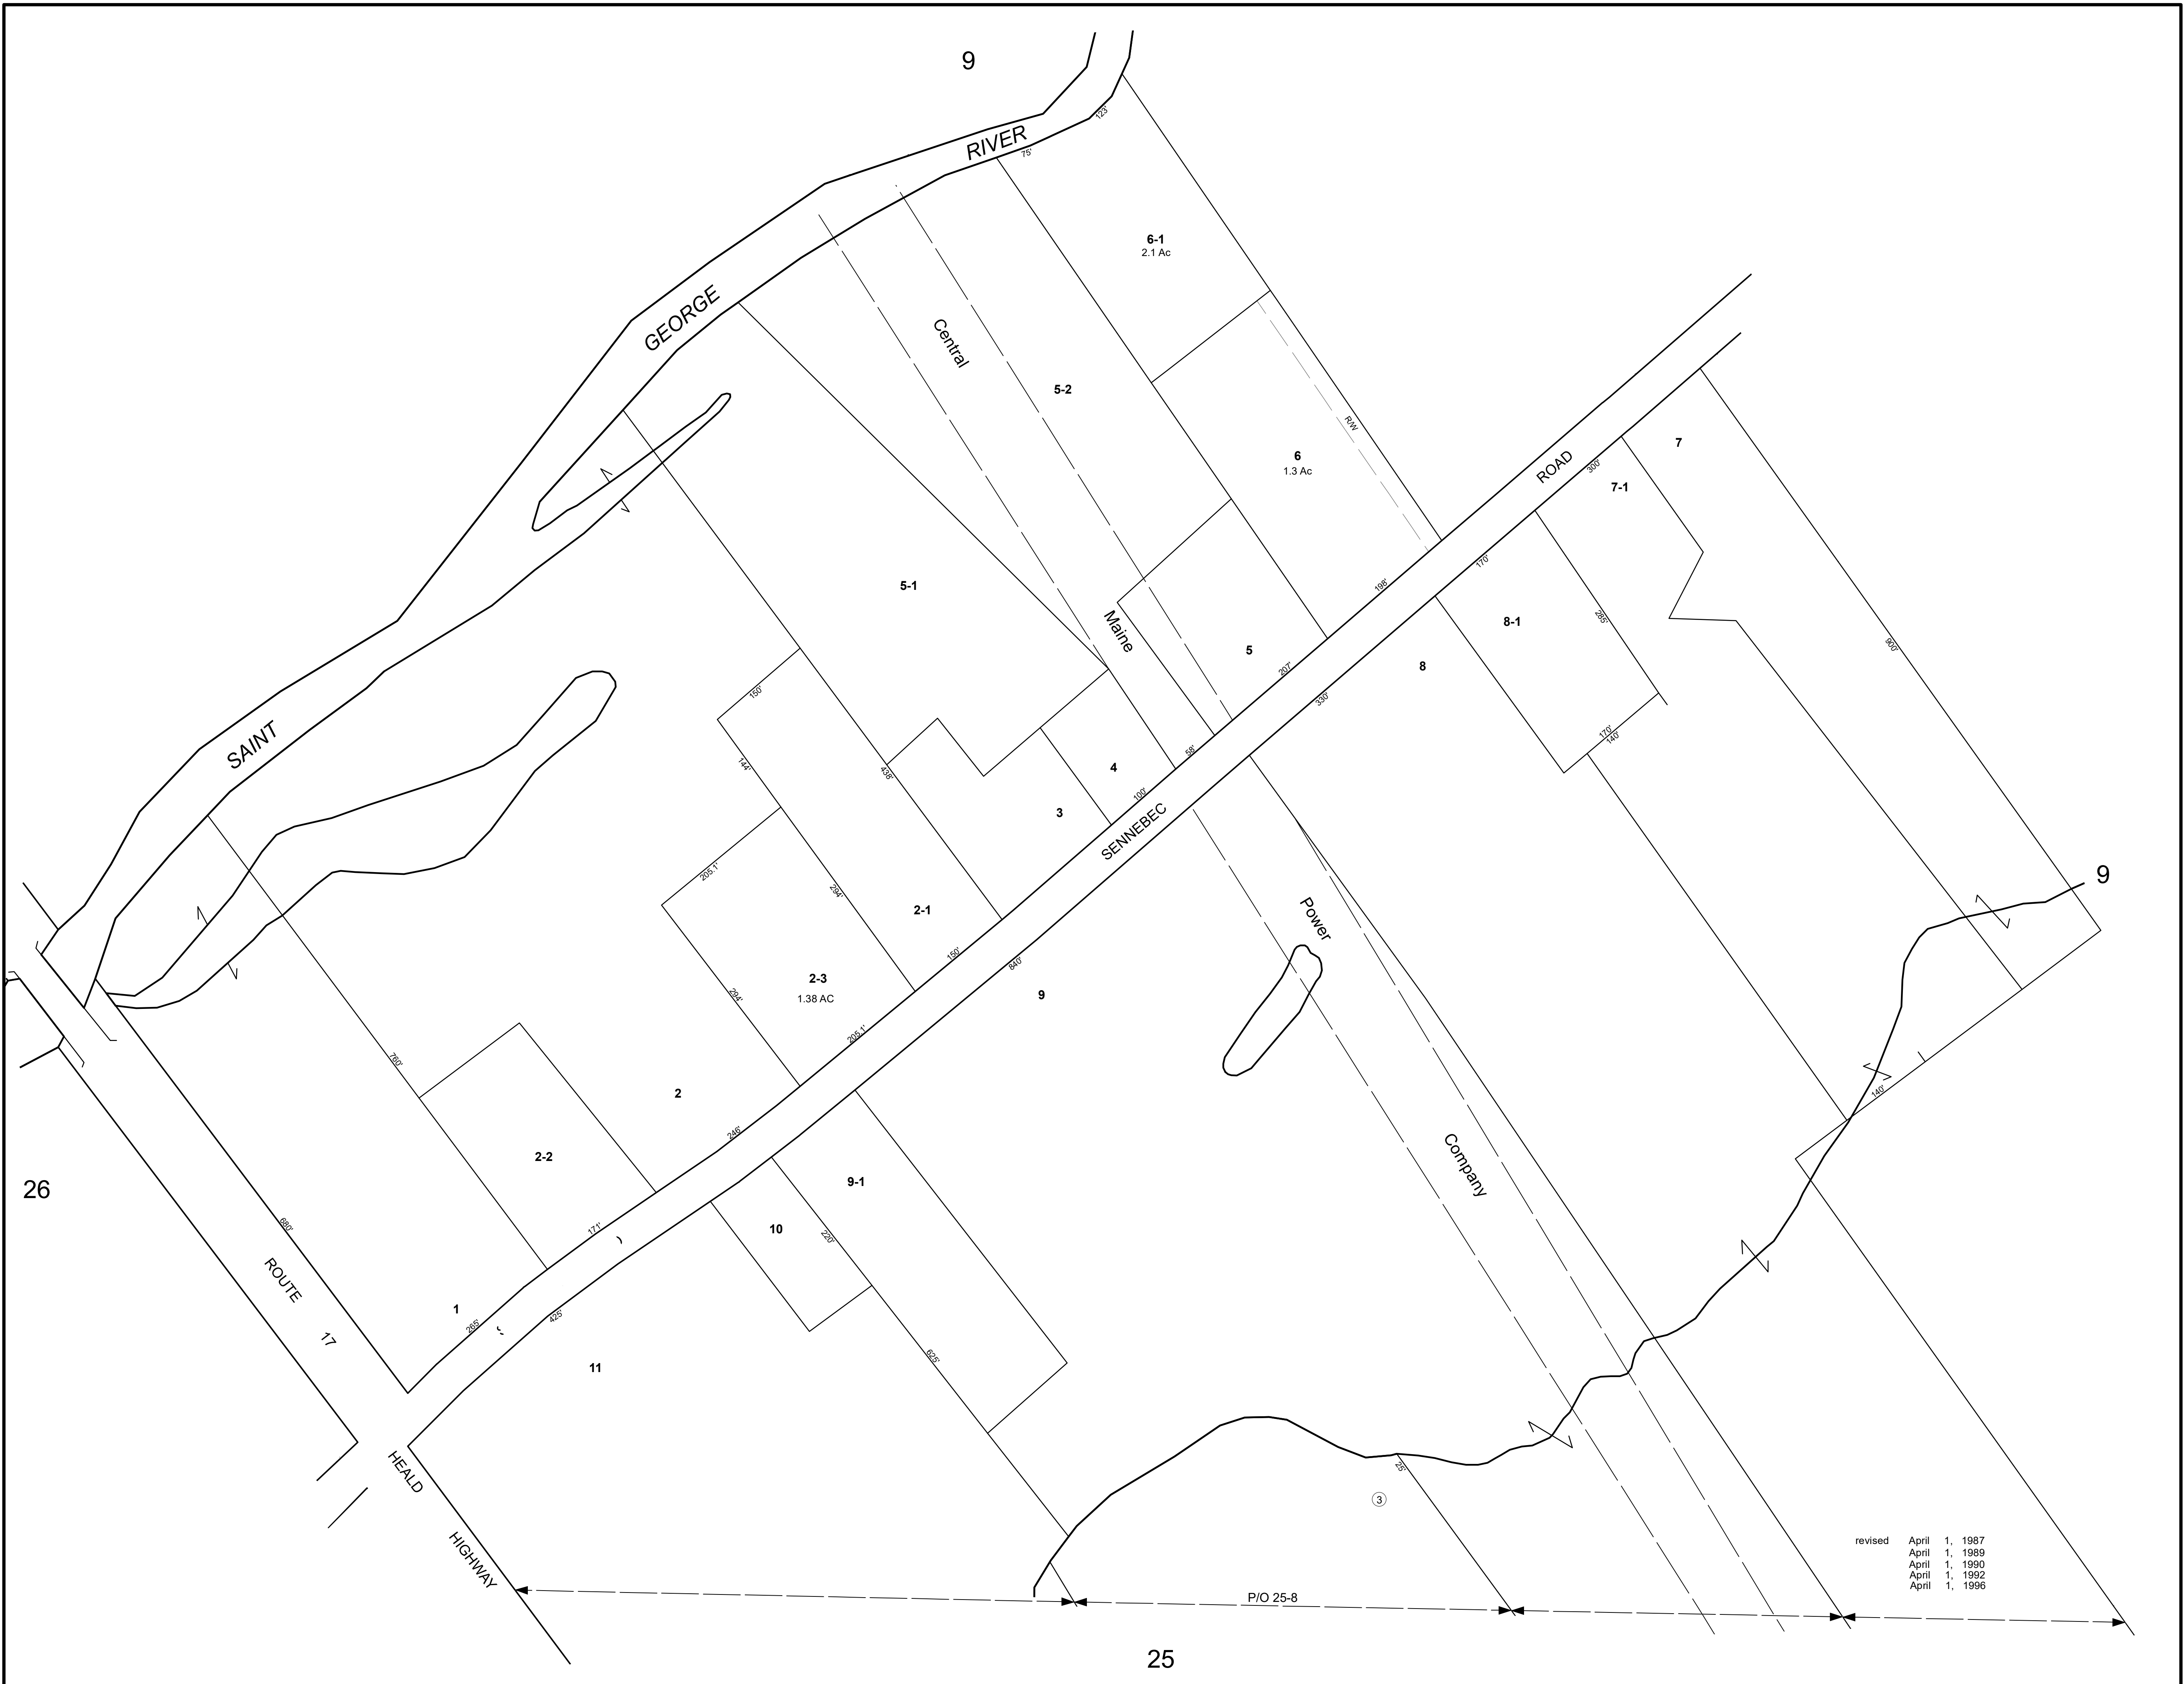 9
RIVER
123'
75'
6-1
2.1 Ac
GEORGE
Central
5-2
R/W
6
1.3 Ac
ROAD
300'
7
7-1
170'
198'
5-1
Maine
5
207'
8-1
285'
8
330'
900'
150'
SAINT
144'
438'
58'
4
100'
3
SENNEBEC
205.1'
294'
2-1
150'
840'
Power
9
2-3
1.38 AC
294'
9
170'
140'
205.1'
760'
2
246'
140'
Company
26
2-2
9-1
680'
171'
10
220'
ROUTE
17
1
265'
425'
11
625'
HEALD
HIGHWAY
25'
3
revised April 1, 1987
April 1, 1989
April 1, 1990
April 1, 1992
April 1, 1996
P/O 25-8
25